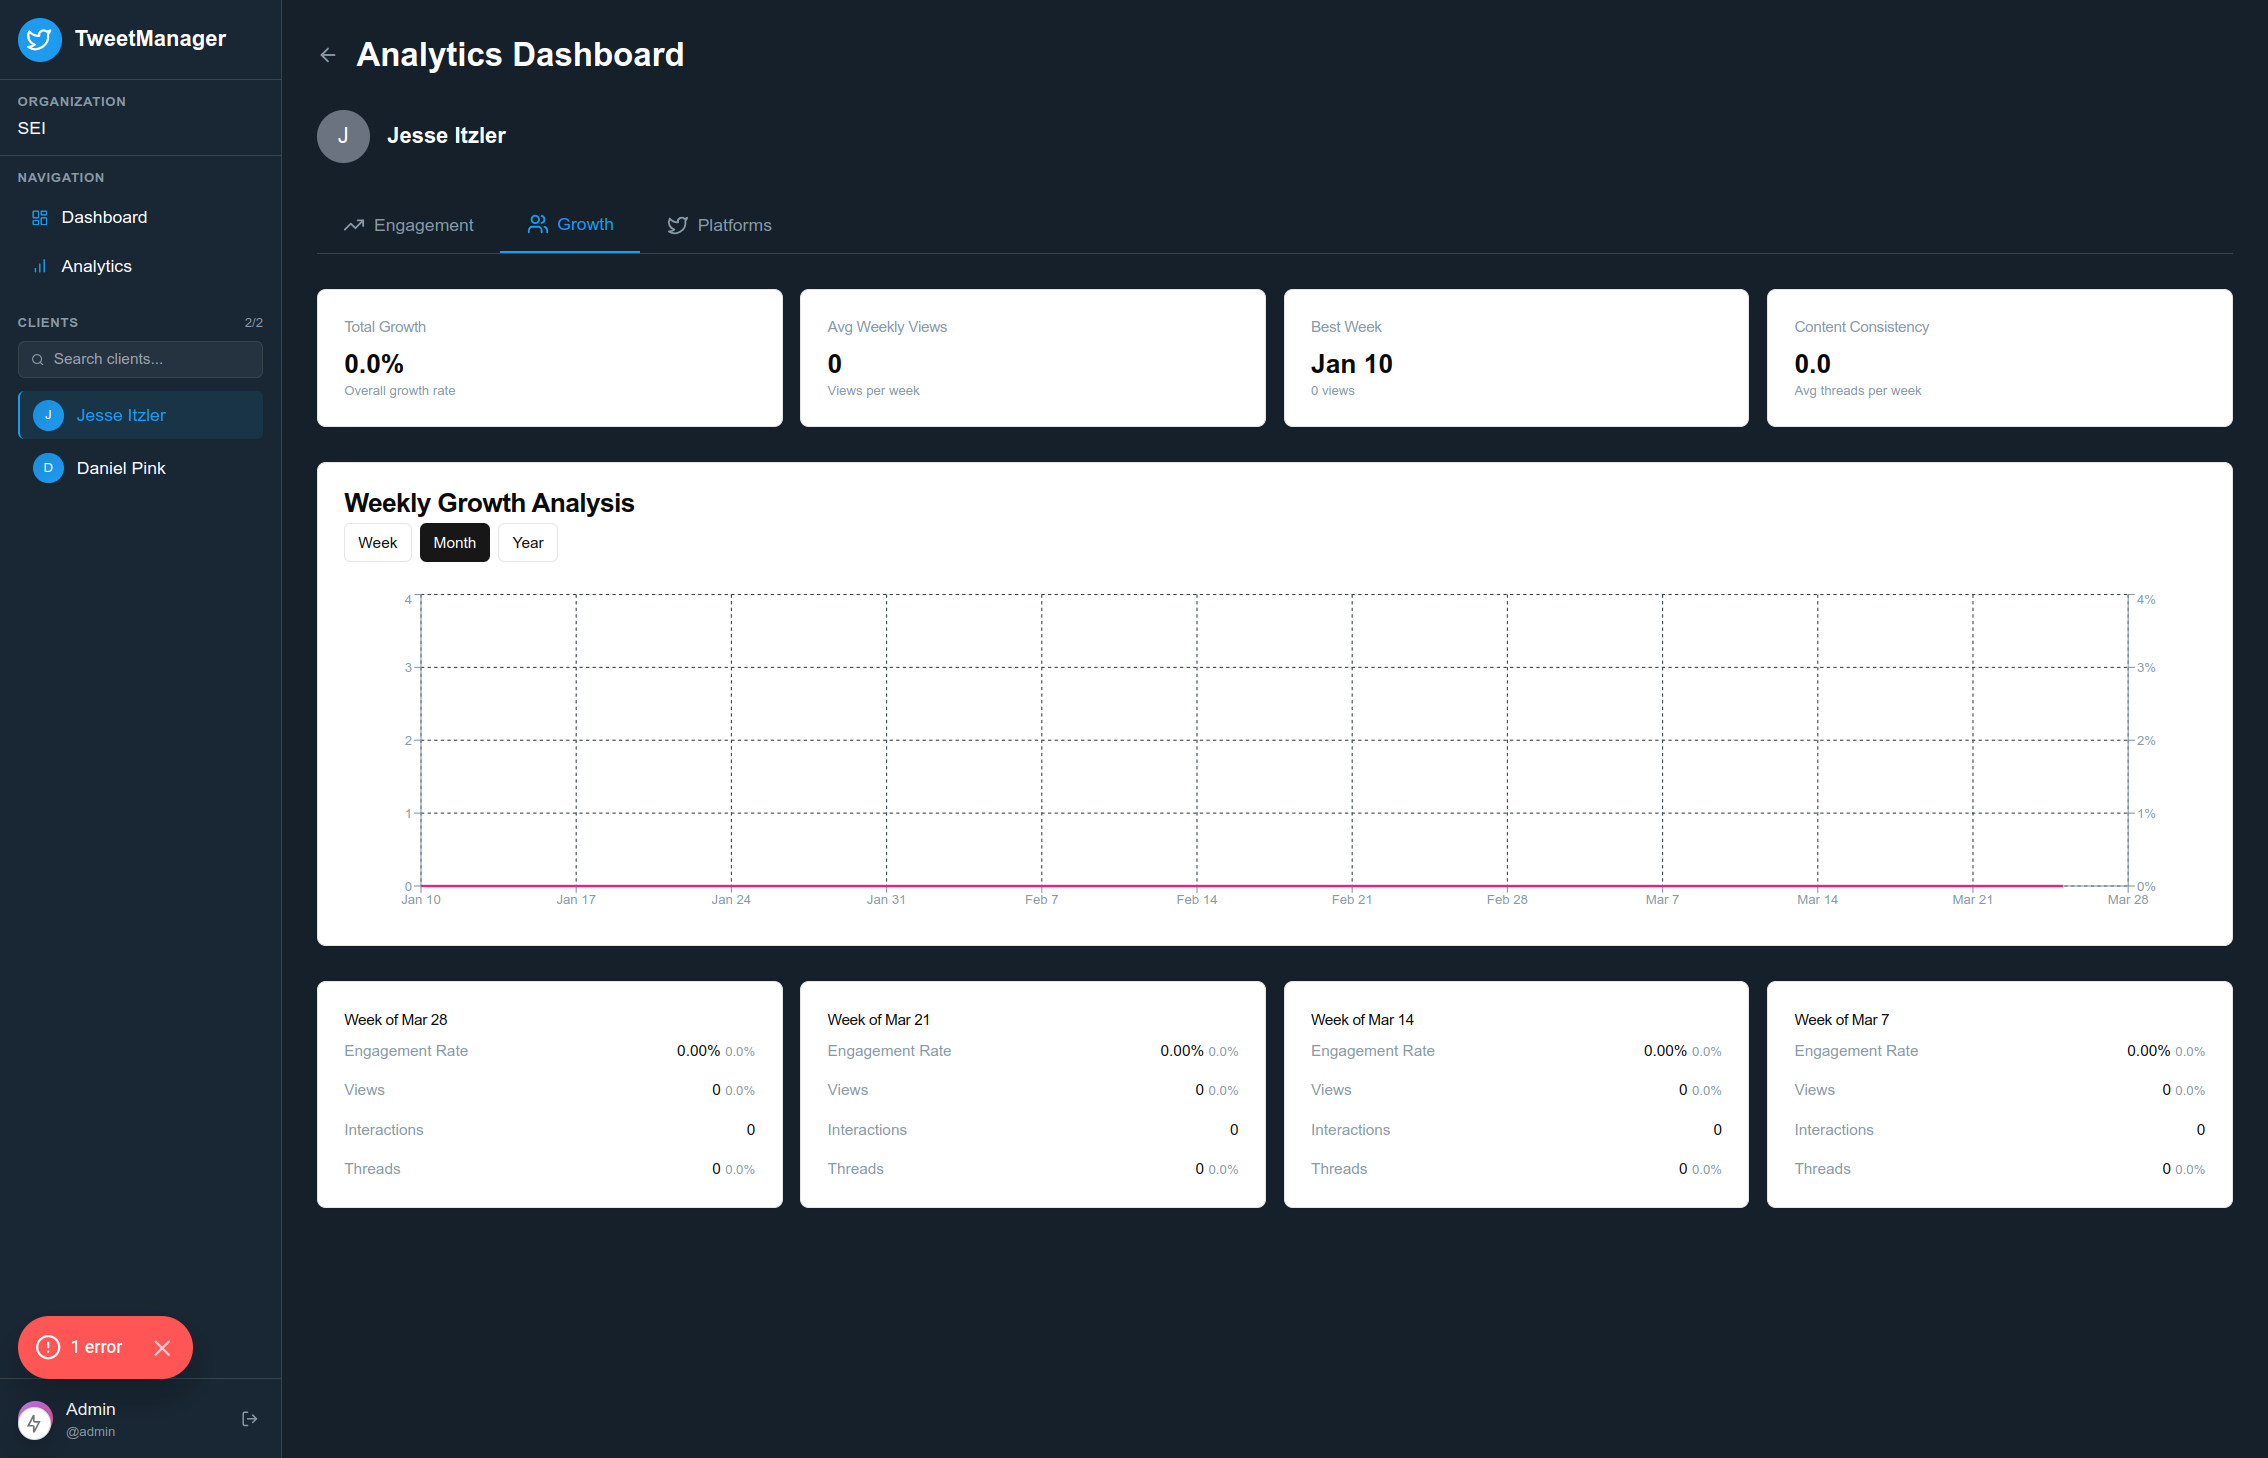 TweetManager
ORGANIZATION
SEI
NAVIGATION
Dashboard
Analytics
CLIENTS 2/2
Search clients...
J Jesse Itzler
D Daniel Pink
1 error
Admin
@admin
Analytics Dashboard
J Jesse Itzler
Engagement Growth Platforms
Total Growth
0.0%
Overall growth rate
Avg Weekly Views
0
Views per week
Best Week
Jan 10
0 views
Content Consistency
0.0
Avg threads per week
Weekly Growth Analysis
Week Month Year
4 4%
3 3%
2 2%
1 1%
0 0%
Jan 10 Jan 17 Jan 24 Jan 31 Feb 7 Feb 14 Feb 21 Feb 28 Mar 7 Mar 14 Mar 21 Mar 28
Week of Mar 28
Engagement Rate 0.00% 0.0%
Views 0 0.0%
Interactions 0
Threads 0 0.0%
Week of Mar 21
Engagement Rate 0.00% 0.0%
Views 0 0.0%
Interactions 0
Threads 0 0.0%
Week of Mar 14
Engagement Rate 0.00% 0.0%
Views 0 0.0%
Interactions 0
Threads 0 0.0%
Week of Mar 7
Engagement Rate 0.00% 0.0%
Views 0 0.0%
Interactions 0
Threads 0 0.0%